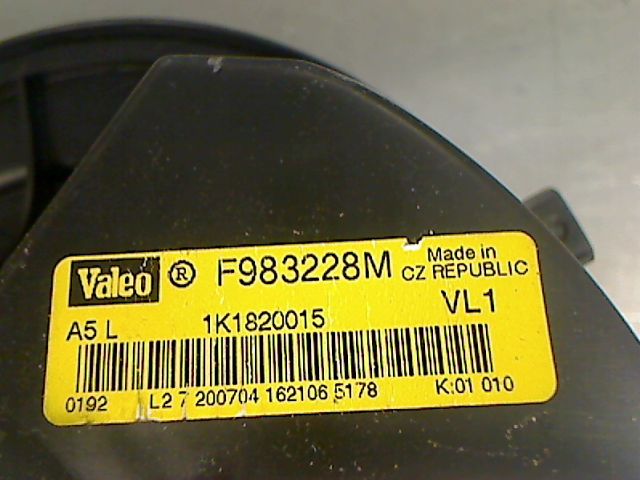 Valeo ® F983228M Made in
CZ REPUBLIC
A5 L 1K1820015 VL1
0192 L2 7 200704 162106 5178 K:01 010